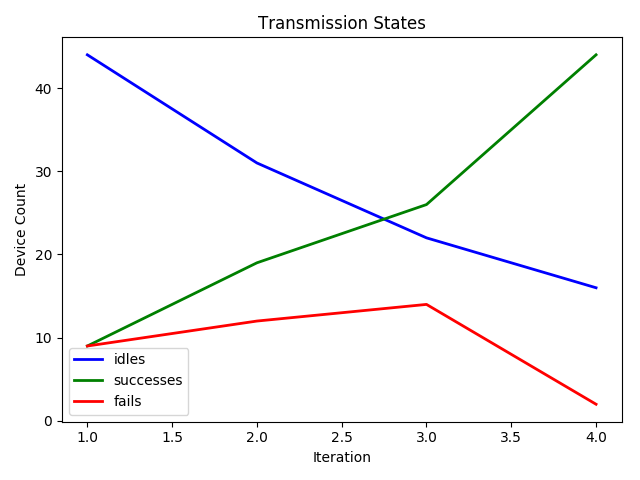 Transmission States
Device Count
40
30
20
10
0
idles
successes
fails
1.0 1.5 2.0 2.5 3.0 3.5 4.0
Iteration